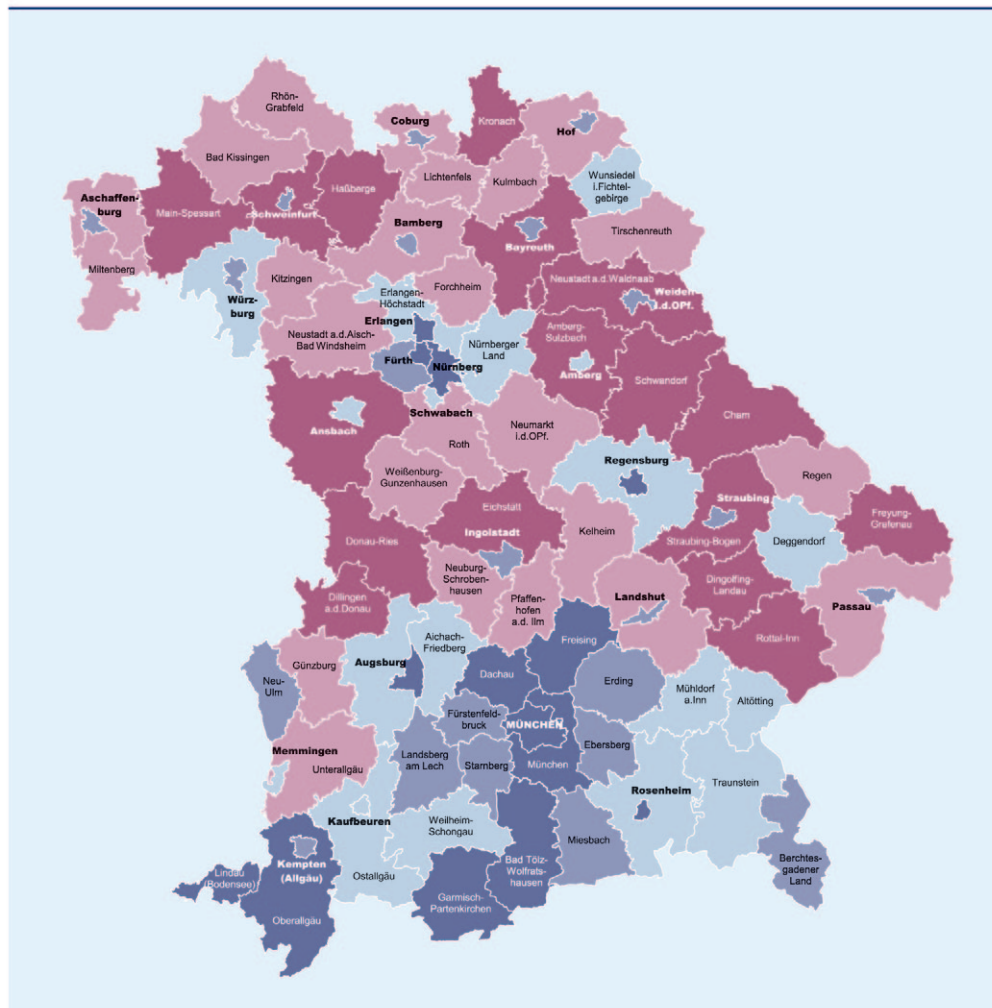 Rhön-
Grabfeld
Coburg
Kronach
Hof
Bad Kissingen
Lichtenfels
Kulmbach
Wunsiedel
i.Fichtel-
gebirge
Aschaffen-
burg
Main-Spessart
Schweinfurt
Haßberge
Bamberg
Bayreuth
Tirschenreuth
Miltenberg
Kitzingen
Erlangen-
Höchstadt
Forchheim
Neustadt a.d.Waldnaab
Weiden
i.d.OPf.
Würz-
burg
Erlangen
Neustadt a.d.Aisch-
Bad Windsheim
Fürth
Nürnberg
Nürnberger
Land
Amberg-
Sulzbach
Amberg
Schwandorf
Ansbach
Schwabach
Roth
Neumarkt
i.d.OPf.
Cham
Regensburg
Regen
Weißenburg-
Gunzenhausen
Eichstätt
Straubing
Freyung-
Grafenau
Donau-Ries
Ingolstadt
Kelheim
Straubing-Bogen
Deggendorf
Neuburg-
Schroben-
hausen
Dillingen
a.d.Donau
Pfaffen-
hofen
a.d. Ilm
Landshut
Dingolfing-
Landau
Passau
Aichach-
Friedberg
Freising
Rottal-Inn
Günzburg
Augsburg
Neu-
Ulm
Dachau
Erding
Mühldorf
a.Inn
Altötting
Fürstenfeld-
bruck
MÜNCHEN
Ebersberg
Memmingen
Unterallgäu
Landsberg
am Lech
Starnberg
München
Traunstein
Rosenheim
Kaufbeuren
Weilheim-
Schongau
Miesbach
Berchtes-
gadener
Land
Kempten
(Allgäu)
Ostallgäu
Bad Tölz-
Wolfrats-
hausen
Lindau
(Bodensee)
Oberallgäu
Garmisch-
Partenkirchen